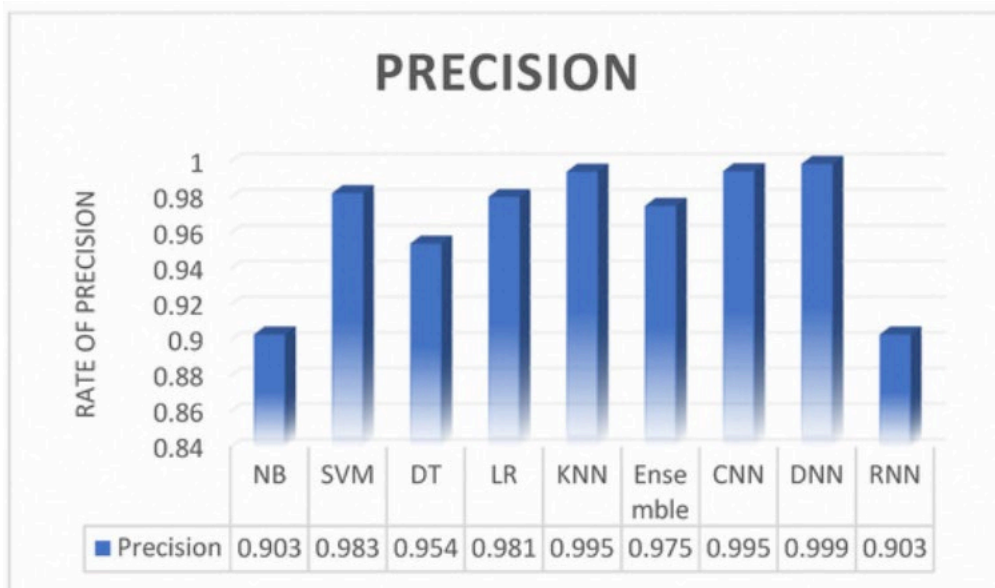 PRECISION
RATE OF PRECISION
1
0.98
0.96
0.94
0.92
0.9
0.88
0.86
0.84
NB SVM DT LR KNN Ense CNN DNN RNN
mble
Precision 0.903 0.983 0.954 0.981 0.995 0.975 0.995 0.999 0.903